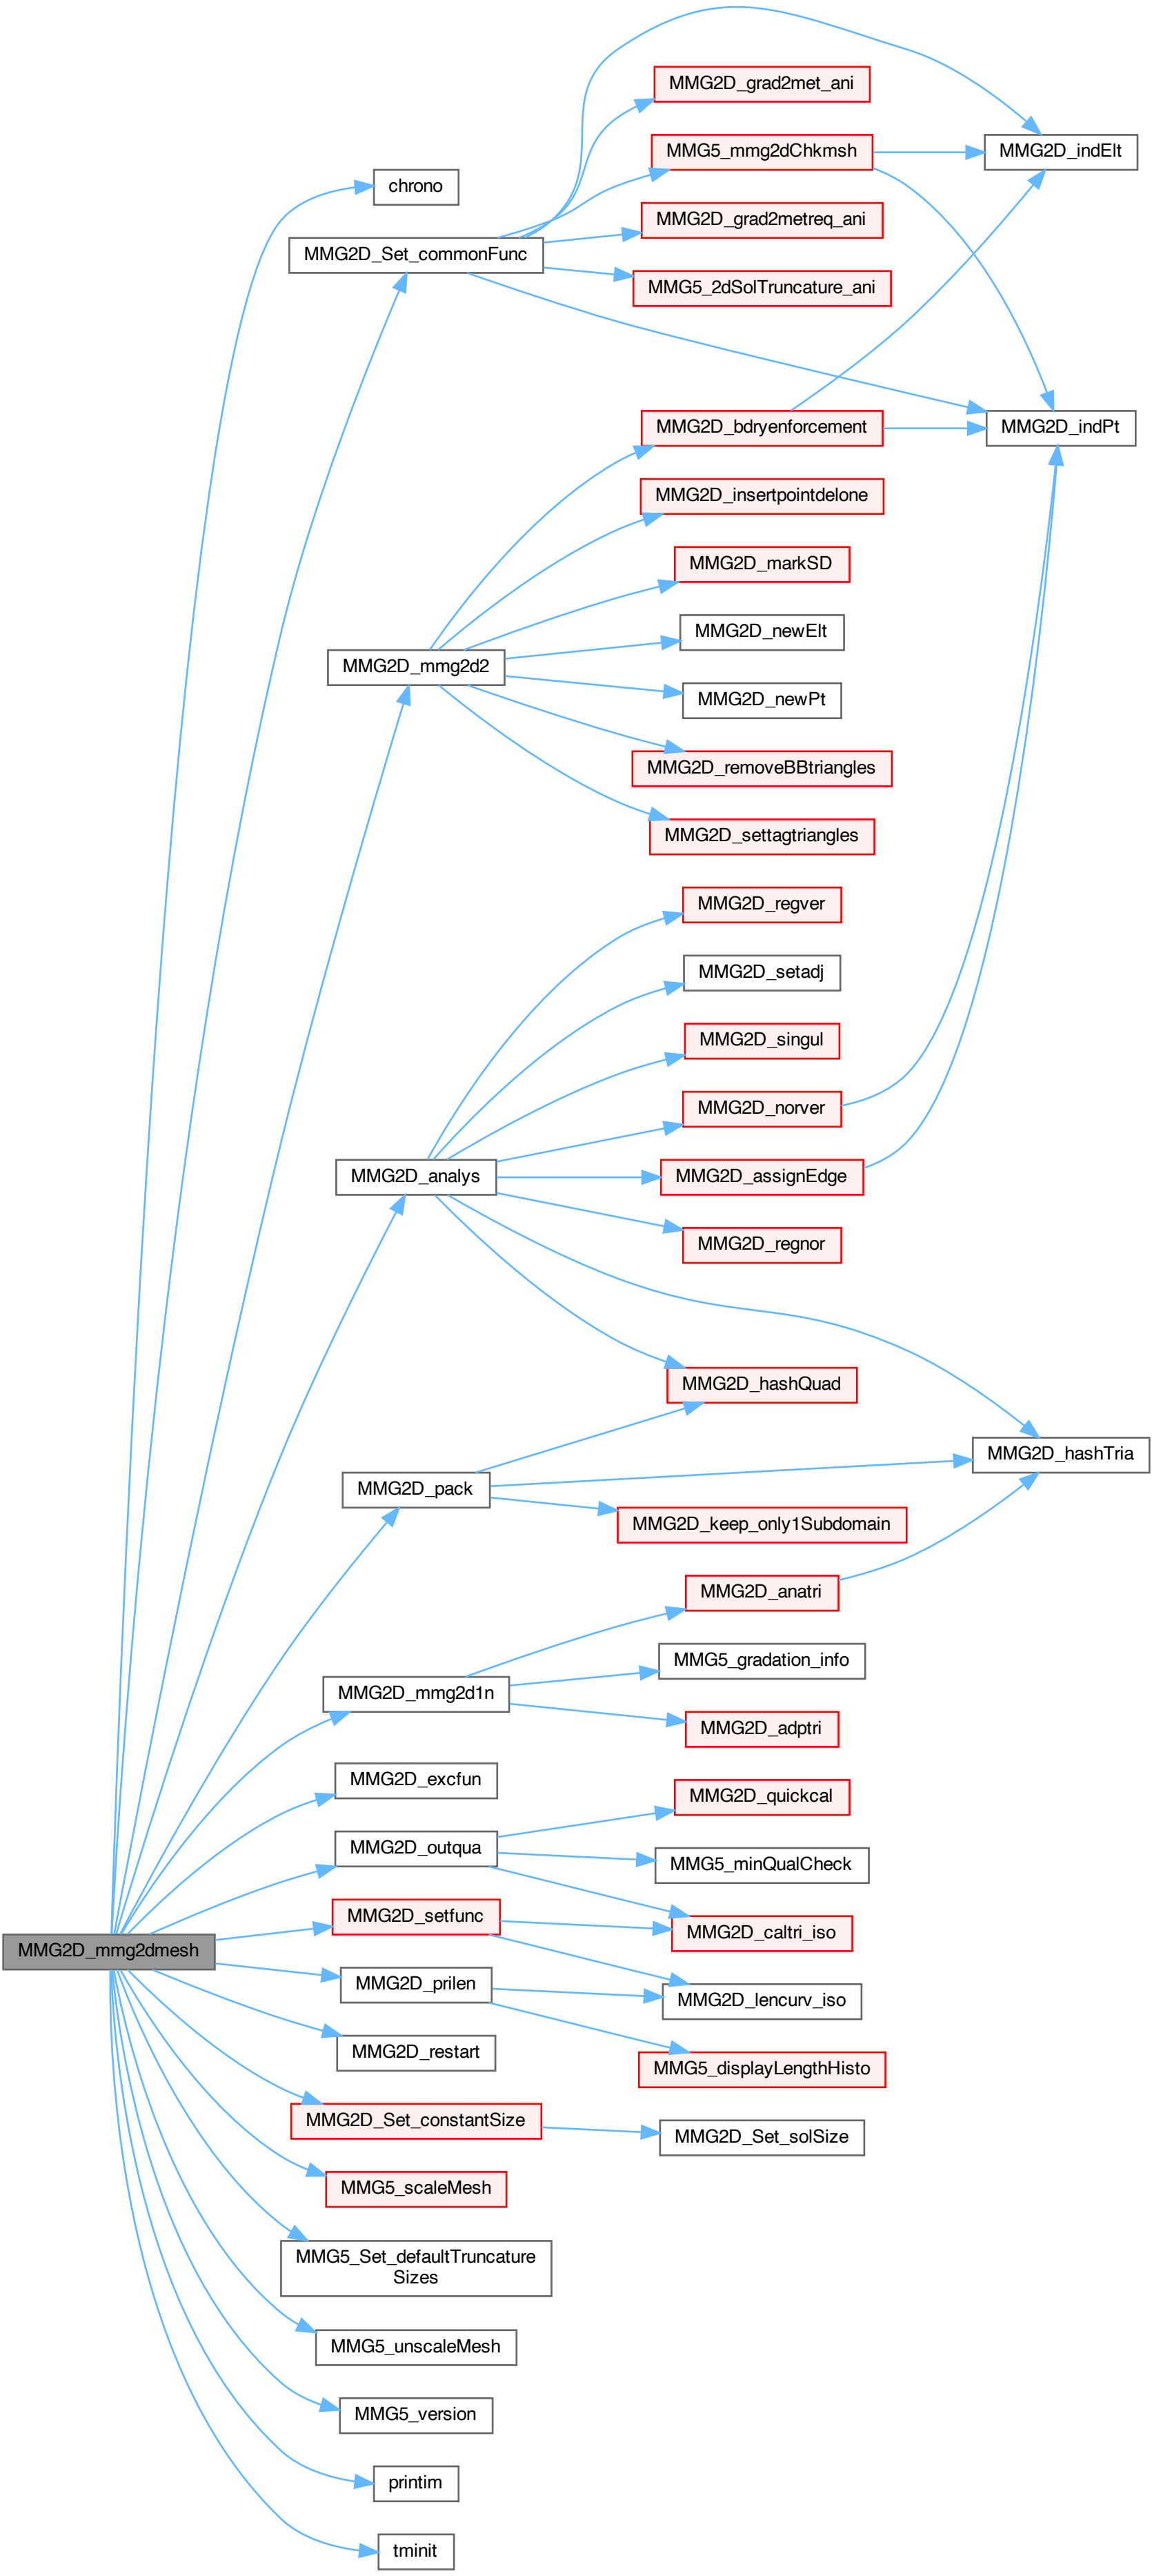 MMG2D_grad2met_ani
MMG5_mmg2dChkmsh
MMG2D_indElt
chrono
MMG2D_grad2metreq_ani
MMG2D_Set_commonFunc
MMG5_2dSolTruncature_ani
MMG2D_bdryenforcement
MMG2D_indPt
MMG2D_insertpointdelone
MMG2D_markSD
MMG2D_newElt
MMG2D_mmg2d2
MMG2D_newPt
MMG2D_removeBBtriangles
MMG2D_settagtriangles
MMG2D_regver
MMG2D_setadj
MMG2D_singul
MMG2D_norver
MMG2D_analys
MMG2D_assignEdge
MMG2D_regnor
MMG2D_hashQuad
MMG2D_hashTria
MMG2D_pack
MMG2D_keep_only1Subdomain
MMG2D_anatri
MMG5_gradation_info
MMG2D_mmg2d1n
MMG2D_adptri
MMG2D_excfun
MMG2D_quickcal
MMG2D_outqua
MMG5_minQualCheck
MMG2D_setfunc
MMG2D_caltri_iso
MMG2D_mmg2dmesh
MMG2D_prilen
MMG2D_lencurv_iso
MMG2D_restart
MMG5_displayLengthHisto
MMG2D_Set_constantSize
MMG2D_Set_solSize
MMG5_scaleMesh
MMG5_Set_defaultTruncature
Sizes
MMG5_unscaleMesh
MMG5_version
printim
tminit